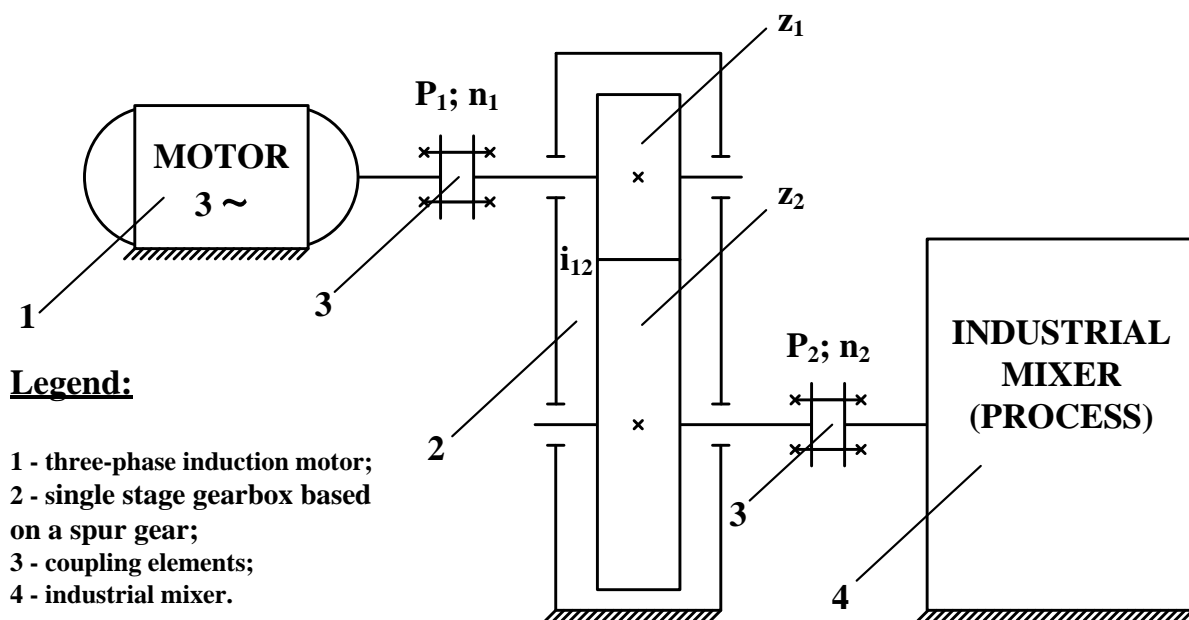 z₁
P₁; n₁
MOTOR
3 ~
z₂
i₁₂
1
3
P₂; n₂
INDUSTRIAL
MIXER
(PROCESS)
2
3
4
Legend:
1 - three-phase induction motor;
2 - single stage gearbox based
on a spur gear;
3 - coupling elements;
4 - industrial mixer.